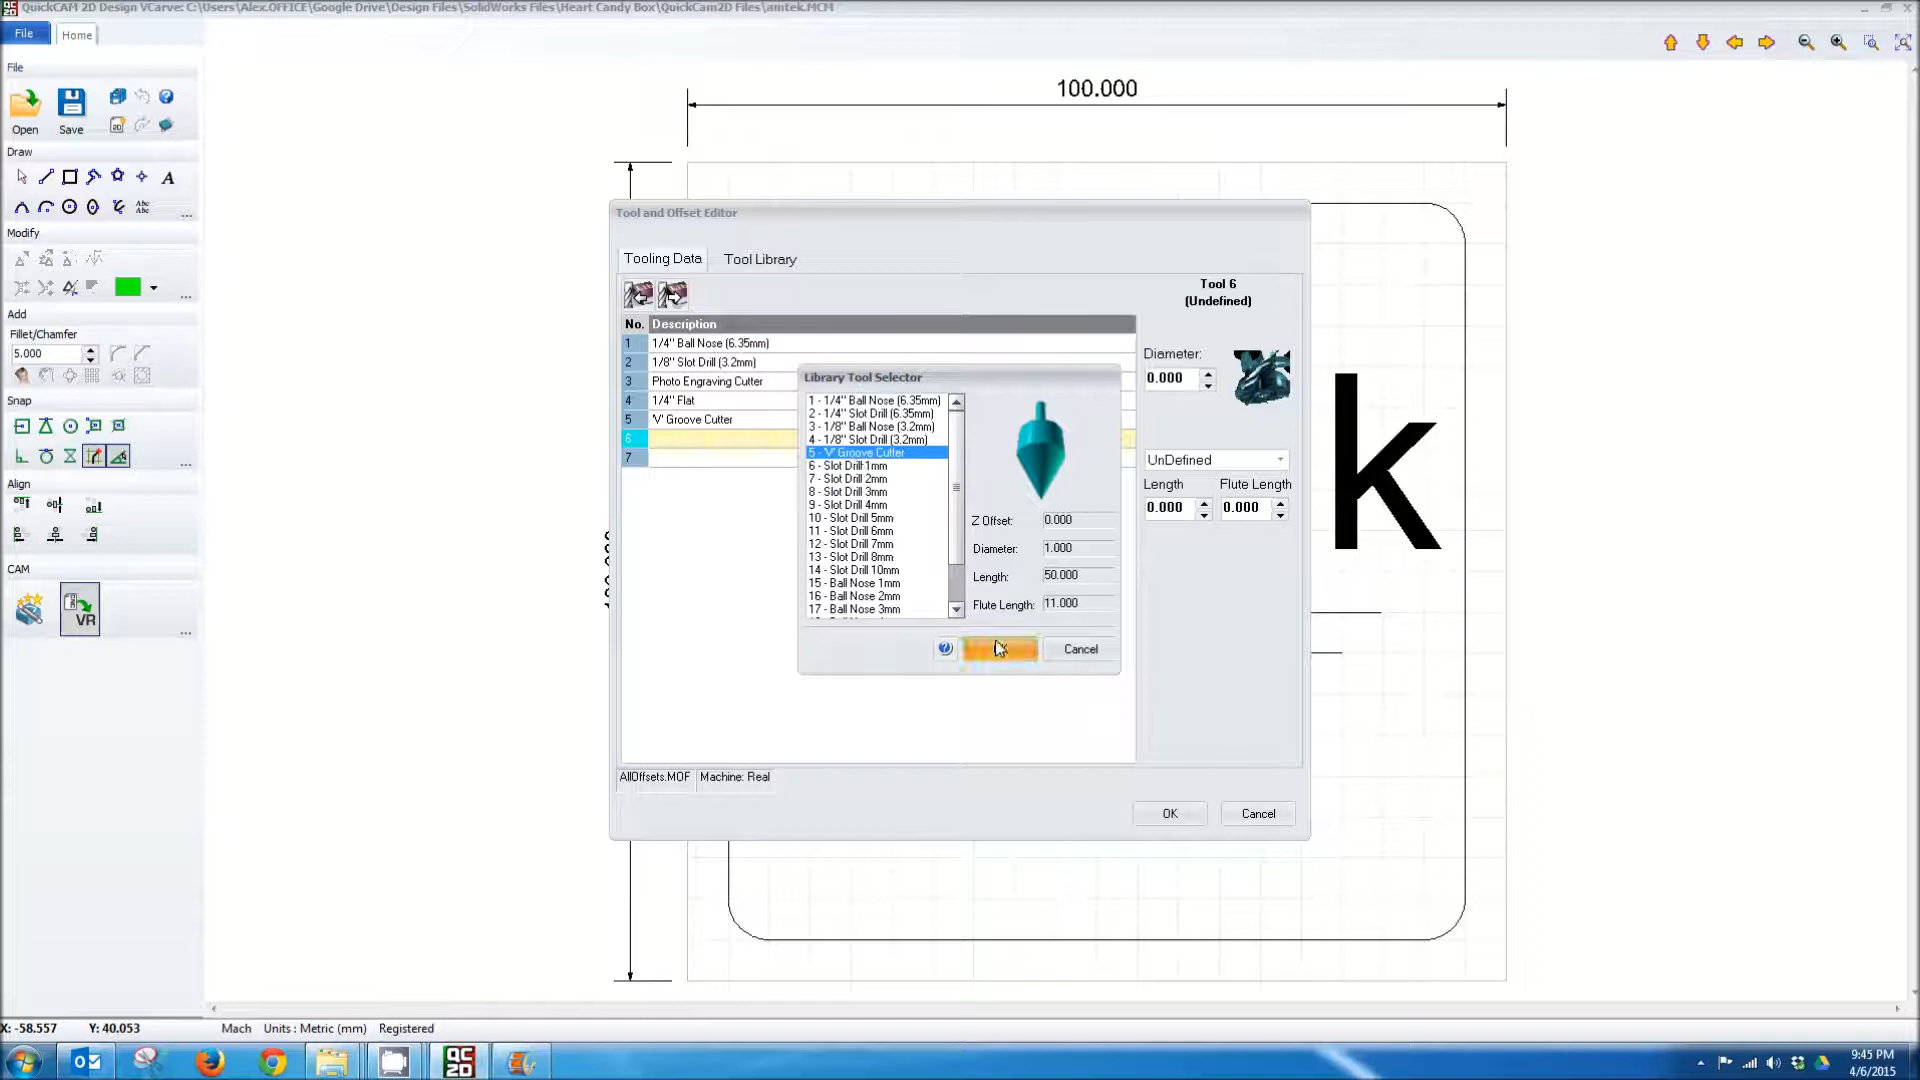 QuickCAM 2D Design VCarve: C:\Users\Alex.OFFICE\Google Drive\Design Files\SolidWorks Files\Heart Candy Box\QuickCam2D Files\amtek.MCM
File
Home
File
Open
Save
Draw
A
Abc
Abc
Modify
Add
Fillet/Chamfer
5.000
Snap
Align
CAM
VR
100.000
k
Tool and Offset Editor
Tooling Data
Tool Library
Tool 6
(Undefined)
No.
Description
1
1/4" Ball Nose (6.35mm)
2
1/8" Slot Drill (3.2mm)
3
Photo Engraving Cutter
4
1/4" Flat
5
'V' Groove Cutter
6
7
Diameter:
0.000
UnDefined
Length
Flute Length
0.000
0.000
Library Tool Selector
1 - 1/4" Ball Nose (6.35mm)
2 - 1/4" Slot Drill (6.35mm)
3 - 1/8" Ball Nose (3.2mm)
4 - 1/8" Slot Drill (3.2mm)
5 - 'V' Groove Cutter
6 - Slot Drill 1mm
7 - Slot Drill 2mm
8 - Slot Drill 3mm
9 - Slot Drill 4mm
10 - Slot Drill 5mm
11 - Slot Drill 6mm
12 - Slot Drill 7mm
13 - Slot Drill 8mm
14 - Slot Drill 10mm
15 - Ball Nose 1mm
16 - Ball Nose 2mm
17 - Ball Nose 3mm
Z Offset:
0.000
Diameter:
1.000
Length:
50.000
Flute Length:
11.000
Cancel
AllOffsets.MOF
Machine: Real
OK
Cancel
X: -58.557
Y: 40.053
Mach
Units : Metric (mm)
Registered
QC
2D
9:45 PM
4/6/2015